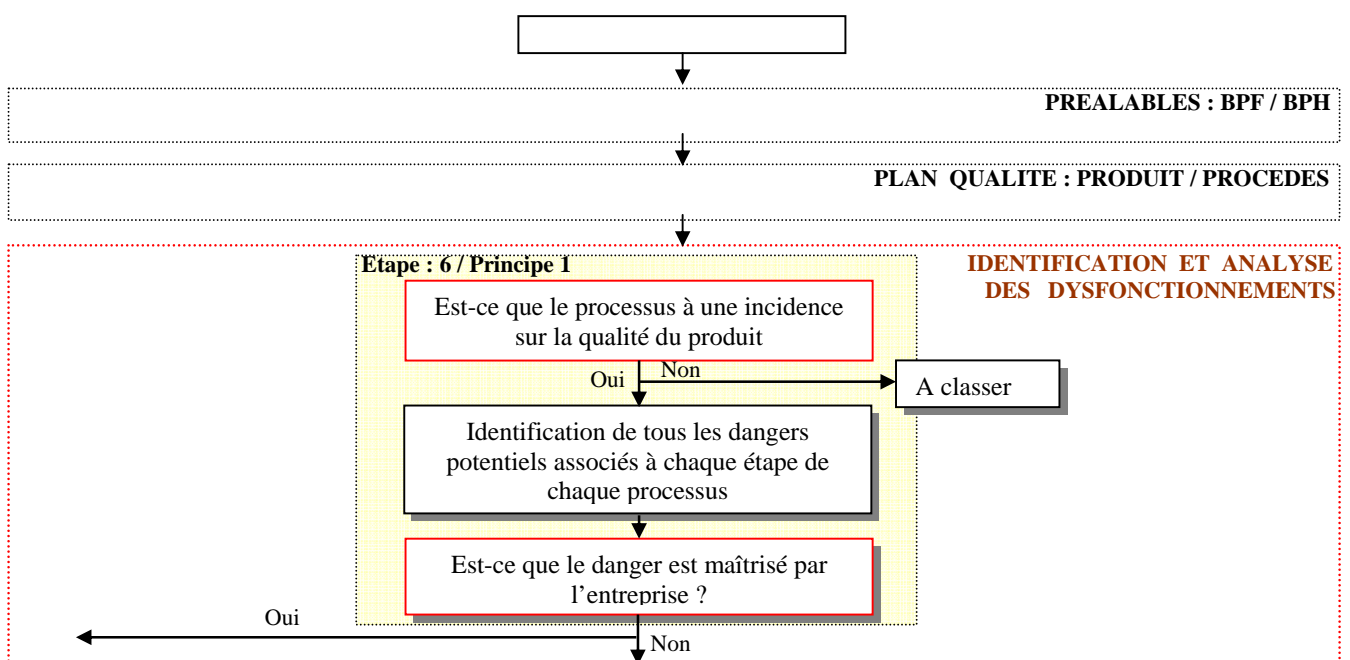 PREALABLES : BPF / BPH
PLAN QUALITE : PRODUIT / PROCEDES
Etape : 6 / Principe 1
IDENTIFICATION ET ANALYSE
DES DYSFONCTIONNEMENTS
Est-ce que le processus à une incidence
sur la qualité du produit
Oui
Non
A classer
Identification de tous les dangers
potentiels associés à chaque étape de
chaque processus
Est-ce que le danger est maîtrisé par
l’entreprise ?
Oui
Non